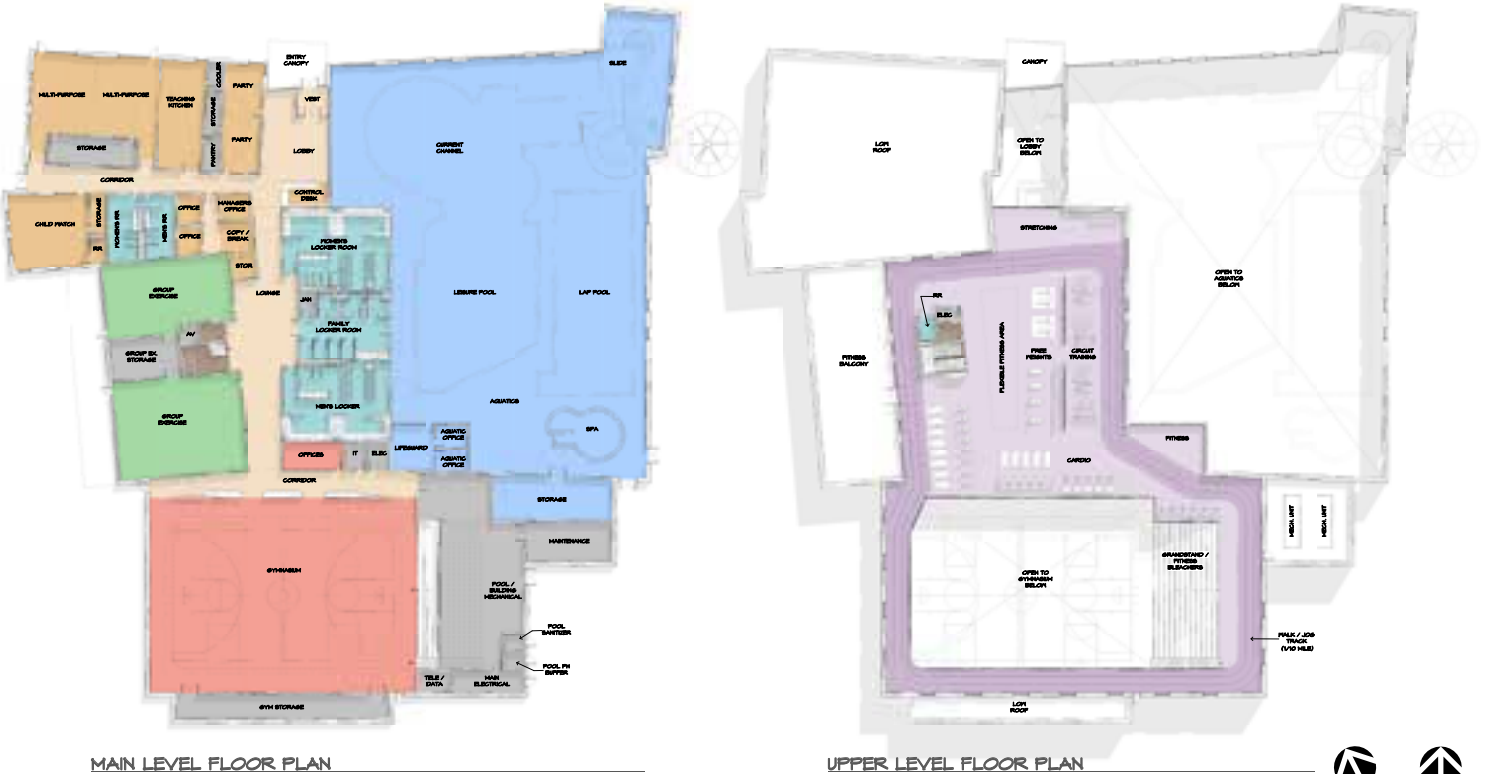 ENTRY
CANOPY
SLIDE
MULTI-PURPOSE
MULTI-PURPOSE
TEACHING
KITCHEN
COOLER
STORAGE
PANTRY
PARTY
PARTY
VEST
LOBBY
CURRENT
CHANNEL
STORAGE
CORRIDOR
CONTROL
DESK
CHILD WATCH
STORAGE
RR
WOMEN'S RR
MEN'S RR
OFFICE
OFFICE
MANAGERS
OFFICE
COPY /
BREAK
STOR
WOMEN'S
LOCKER ROOM
GROUP
EXERCISE
LOUNGE
JAN
LEISURE POOL
LAP POOL
FAMILY
LOCKER ROOM
AV
GROUP EX.
STORAGE
GROUP
EXERCISE
MEN'S LOCKER
AQUATICS
SPA
LIFEGUARD
AQUATIC
OFFICE
AQUATIC
OFFICE
OFFICES
IT
ELEC
CORRIDOR
STORAGE
MAINTENANCE
GYMNASIUM
POOL /
BUILDING
MECHANICAL
POOL
SANITIZER
POOL PH
BUFFER
TELE /
DATA
MAIN
ELECTRICAL
GYM STORAGE
MAIN LEVEL FLOOR PLAN
CANOPY
LOW
ROOF
OPEN TO
LOBBY
BELOW
STRETCHING
OPEN TO
AQUATICS
BELOW
RR
ELEC
FITNESS
BALCONY
FLEXIBLE FITNESS AREA
FREE
WEIGHTS
CIRCUIT
TRAINING
FITNESS
CARDIO
MECH. UNIT
MECH. UNIT
GRANDSTAND /
FITNESS
BLEACHERS
OPEN TO
GYMNASIUM
BELOW
WALK / JOG
TRACK
(1/10 MILE)
LOW
ROOF
UPPER LEVEL FLOOR PLAN